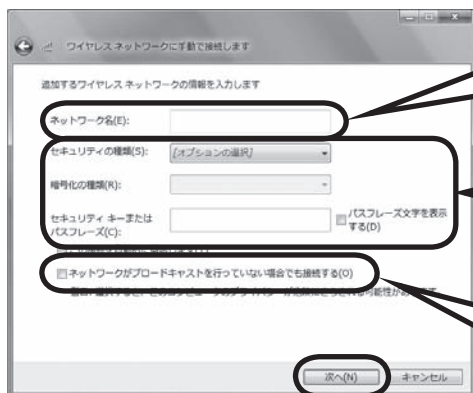 ワイヤレス ネットワークに手動で接続します
追加するワイヤレス ネットワークの情報を入力します
ネットワーク名(E):
セキュリティの種類(S): [オプションの選択]
暗号化の種類(R):
セキュリティ キーまたは
パスフレーズ(C):
パスフレーズ文字を表示
する(D)
ネットワークがブロードキャストを行っていない場合でも接続する(O)
次へ(N) キャンセル